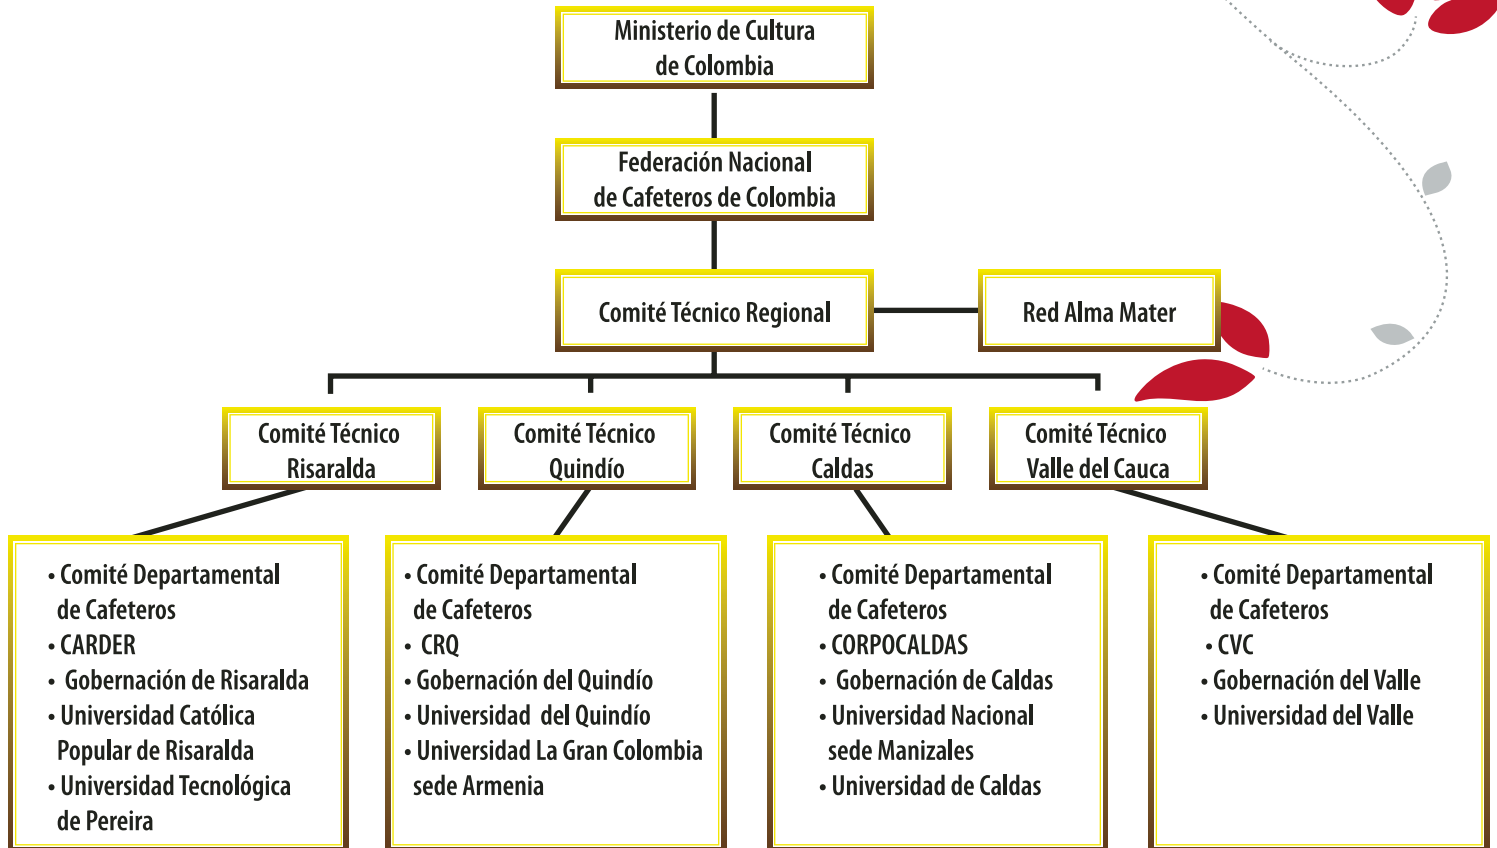 Ministerio de Cultura
de Colombia
Federación Nacional
de Cafeteros de Colombia
Comité Técnico Regional
Red Alma Mater
Comité Técnico
Risaralda
Comité Técnico
Quindío
Comité Técnico
Caldas
Comité Técnico
Valle del Cauca
• Comité Departamental
de Cafeteros
• CARDER
• Gobernación de Risaralda
• Universidad Católica
Popular de Risaralda
• Universidad Tecnológica
de Pereira
• Comité Departamental
de Cafeteros
• CRQ
• Gobernación del Quindío
• Universidad del Quindío
• Universidad La Gran Colombia
sede Armenia
• Comité Departamental
de Cafeteros
• CORPOCALDAS
• Gobernación de Caldas
• Universidad Nacional
sede Manizales
• Universidad de Caldas
• Comité Departamental
de Cafeteros
• CVC
• Gobernación del Valle
• Universidad del Valle